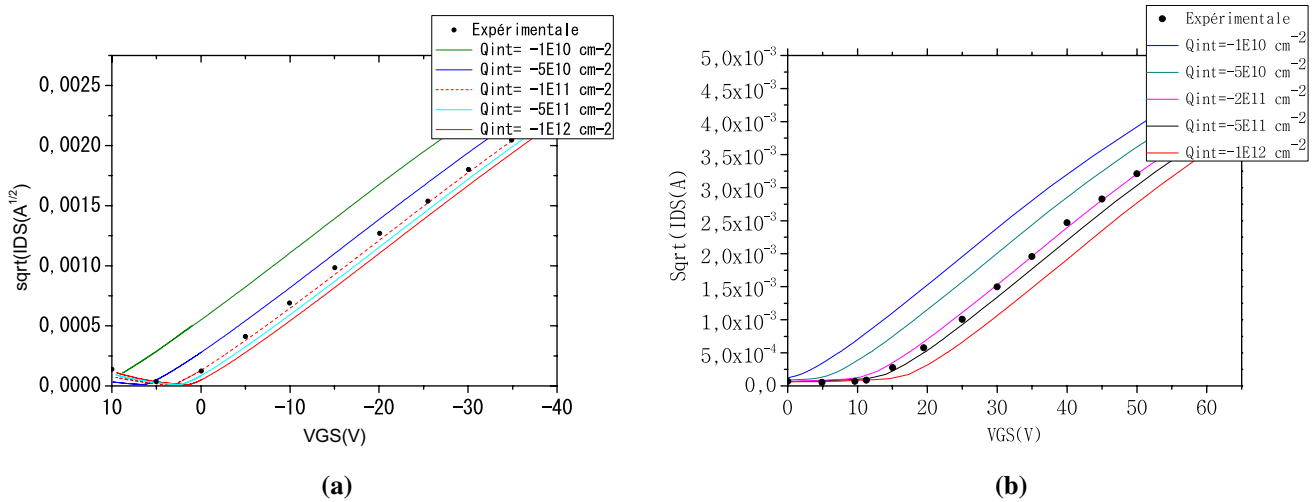 Expérimentale
Qint= -1E10 cm-2
Qint= -5E10 cm-2
Qint= -1E11 cm-2
Qint= -5E11 cm-2
Qint= -1E12 cm-2
0,0025
0,0020
0,0015
0,0010
0,0005
0,0000
sqrt(IDS(A^1/2)
10
0
-10
-20
-30
-40
VGS(V)
(a)
Expérimentale
Qint=-1E10 cm^-2
Qint=-5E10 cm^-2
Qint=-2E11 cm^-2
Qint=-5E11 cm^-2
Qint=-1E12 cm^-2
5,0x10^-3
4,5x10^-3
4,0x10^-3
3,5x10^-3
3,0x10^-3
2,5x10^-3
2,0x10^-3
1,5x10^-3
1,0x10^-3
5,0x10^-4
0,0
Sqrt(IDS(A)
0
10
20
30
40
50
60
VGS(V)
(b)